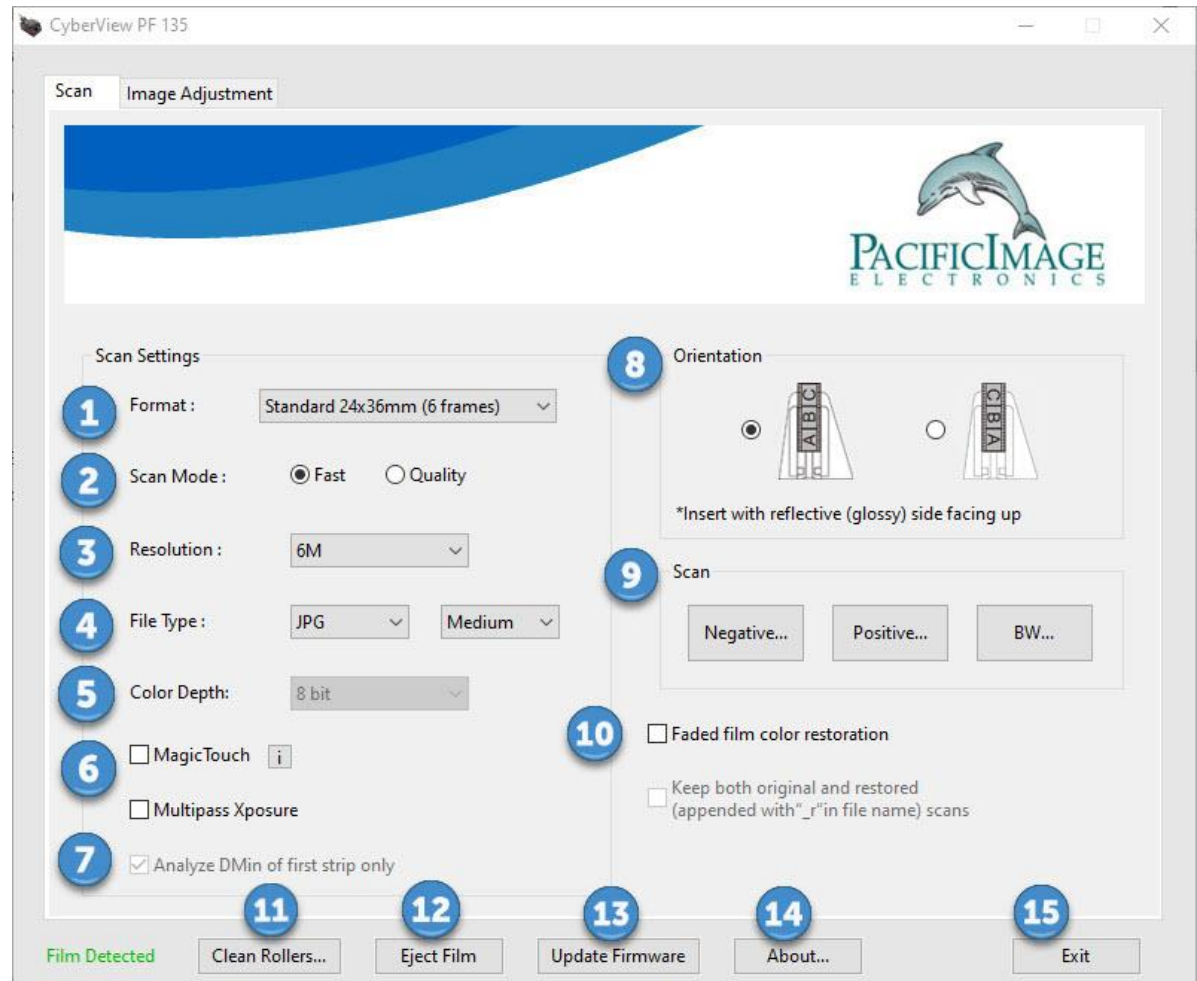 CyberView PF 135
Scan Image Adjustment
PACIFICIMAGE
ELECTRONICS
Scan Settings
1 Format : Standard 24x36mm (6 frames)
2 Scan Mode : Fast Quality
3 Resolution : 6M
4 File Type : JPG Medium
5 Color Depth: 8 bit
6 MagicTouch i
Multipass Xposure
7 Analyze DMin of first strip only
8 Orientation
A B C
C B A
*Insert with reflective (glossy) side facing up
9 Scan
Negative... Positive... BW...
10 Faded film color restoration
Keep both original and restored
(appended with"_r"in file name) scans
11 12 13 14 15
Film Detected Clean Rollers... Eject Film Update Firmware About... Exit